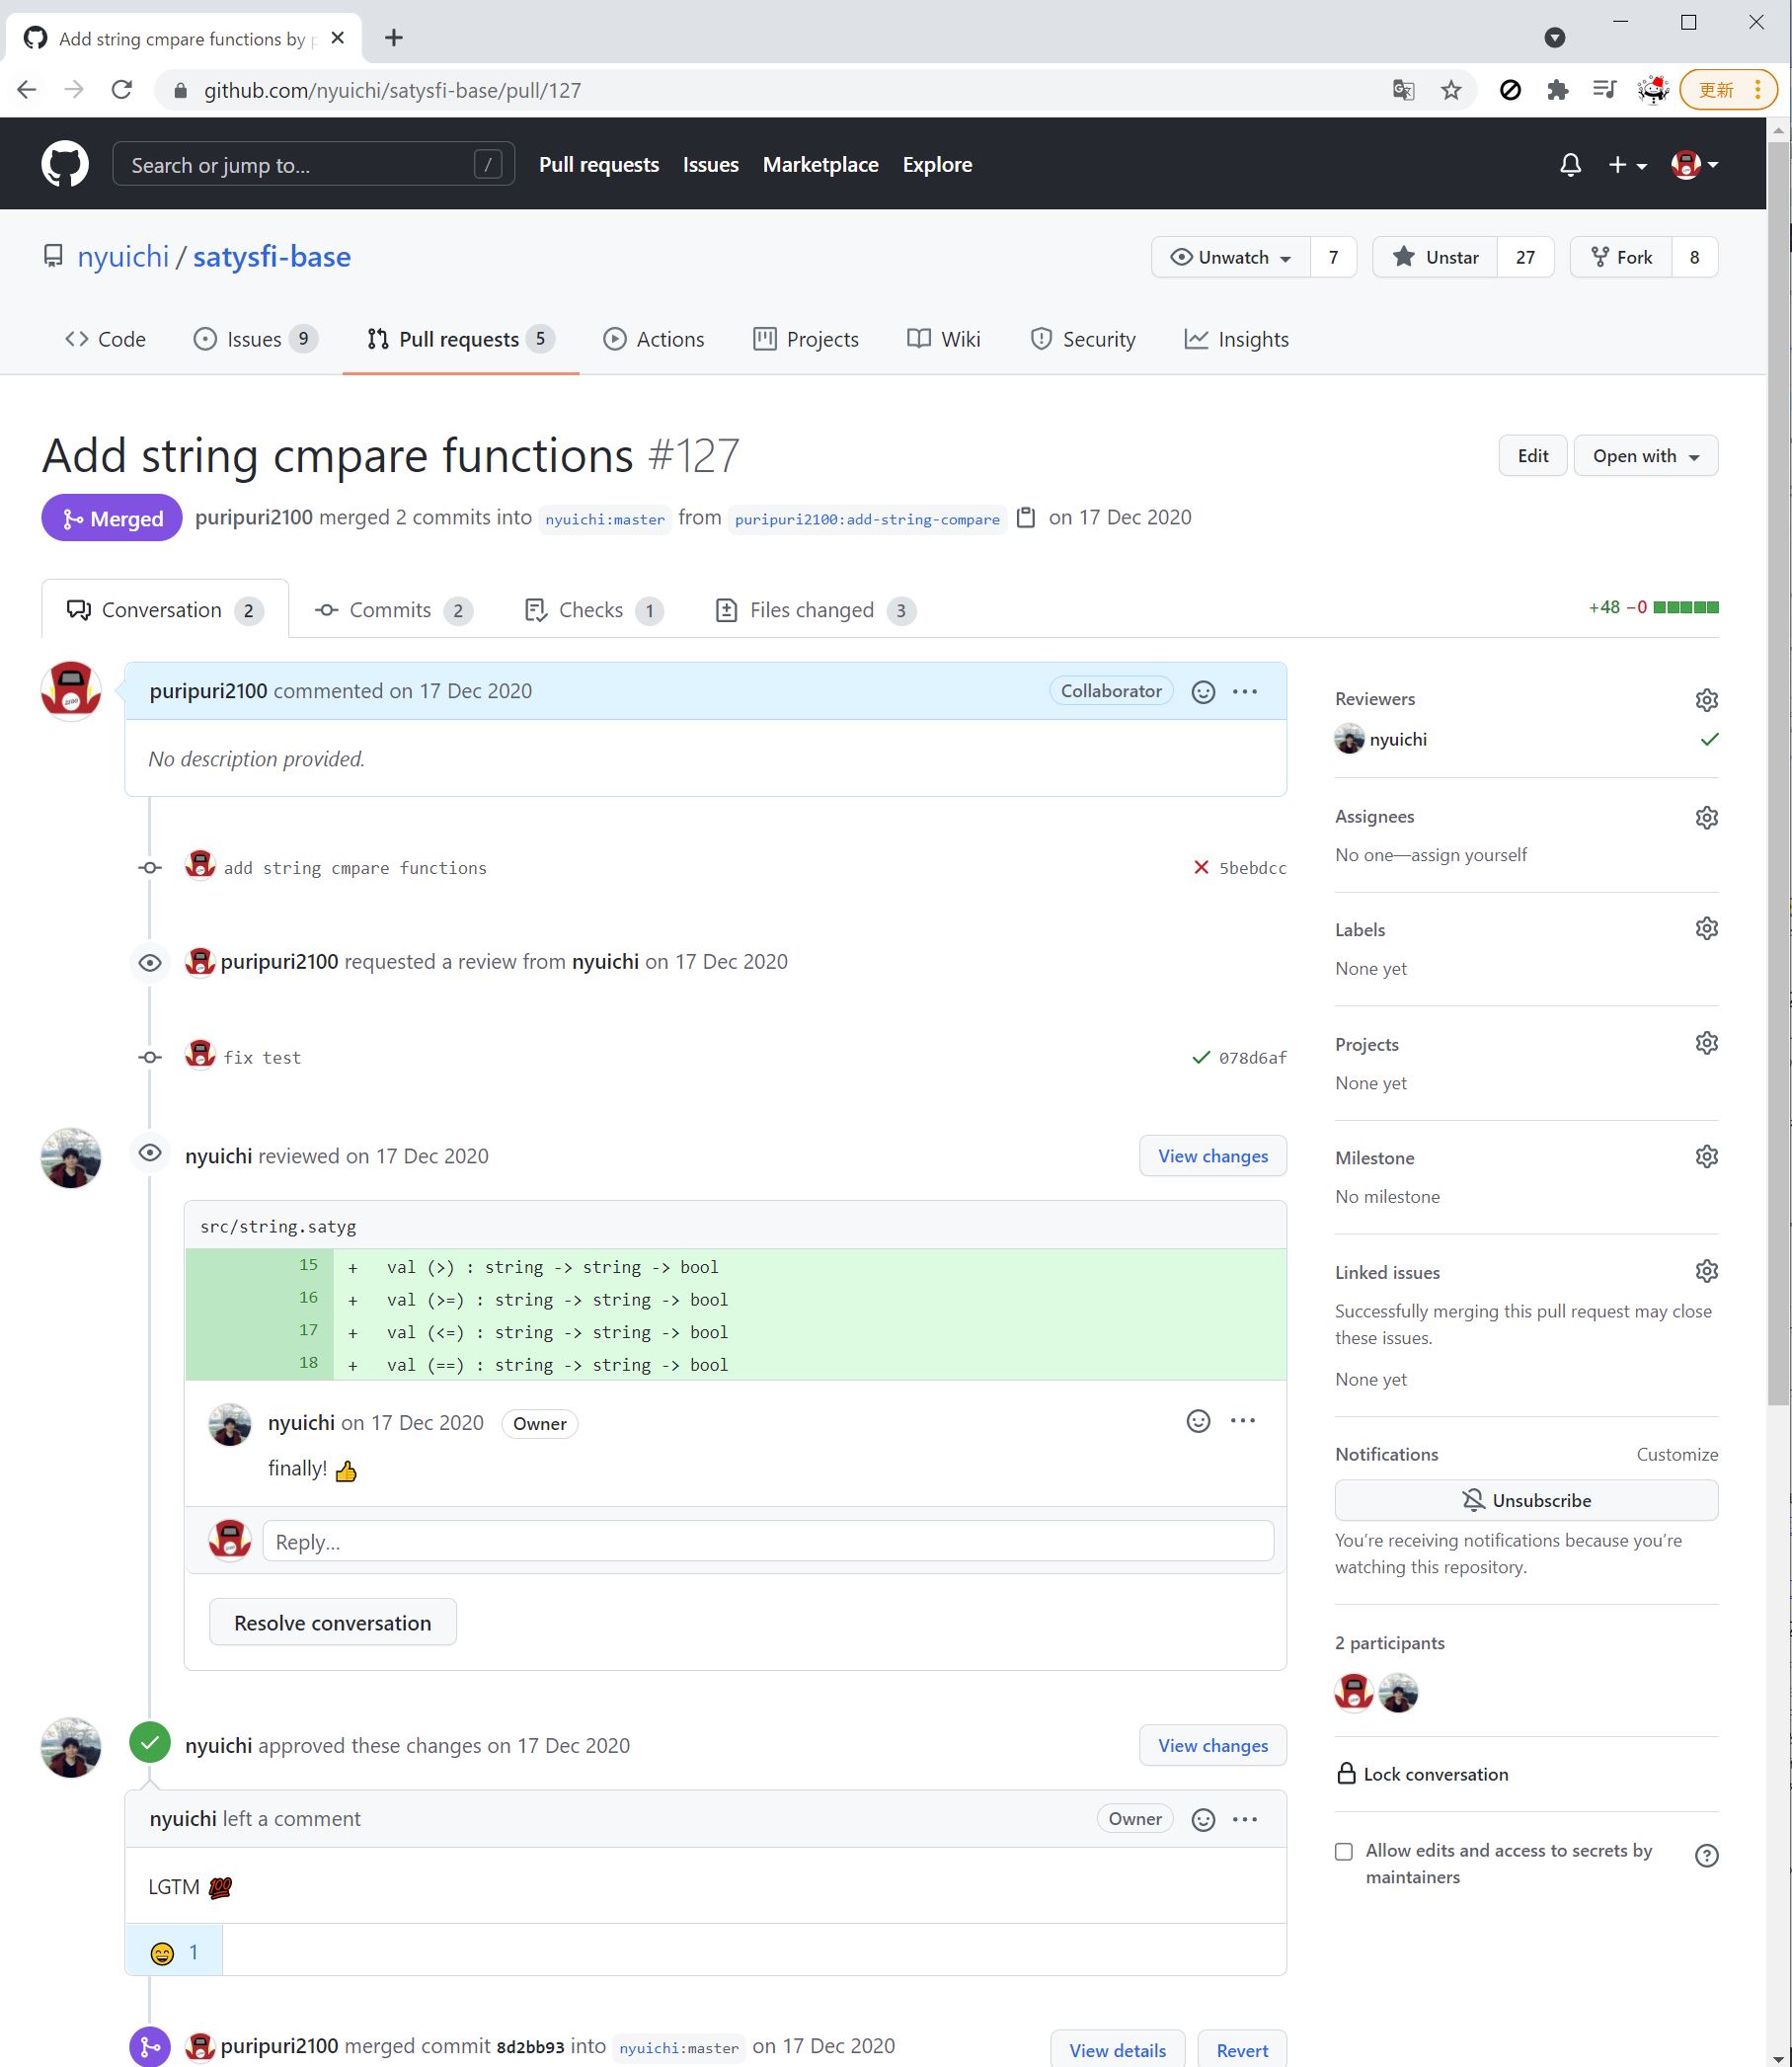 Add string cmpare functions by p
github.com/nyuichi/satysfi-base/pull/127
更新
Search or jump to... /
Pull requests Issues Marketplace Explore
nyuichi / satysfi-base
Unwatch 7 Unstar 27 Fork 8
Code Issues 9 Pull requests 5 Actions Projects Wiki Security Insights
Add string cmpare functions #127
Edit Open with
Merged puripuri2100 merged 2 commits into nyuichi:master from puripuri2100:add-string-compare on 17 Dec 2020
Conversation 2 Commits 2 Checks 1 Files changed 3
+48 −0
puripuri2100 commented on 17 Dec 2020 Collaborator
No description provided.
add string cmpare functions 5bebdcc
puripuri2100 requested a review from nyuichi on 17 Dec 2020
fix test 078d6af
nyuichi reviewed on 17 Dec 2020 View changes
src/string.satyg
15 + val (>) : string -> string -> bool
16 + val (>=) : string -> string -> bool
17 + val (<=) : string -> string -> bool
18 + val (==) : string -> string -> bool
nyuichi on 17 Dec 2020 Owner
finally! 👍
Reply...
Resolve conversation
nyuichi approved these changes on 17 Dec 2020 View changes
nyuichi left a comment Owner
LGTM 💯
😄 1
puripuri2100 merged commit 8d2bb93 into nyuichi:master on 17 Dec 2020 View details Revert
Reviewers
nyuichi
Assignees
No one—assign yourself
Labels
None yet
Projects
None yet
Milestone
No milestone
Linked issues
Successfully merging this pull request may close
these issues.
None yet
Notifications Customize
Unsubscribe
You're receiving notifications because you're
watching this repository.
2 participants
Lock conversation
Allow edits and access to secrets by
maintainers